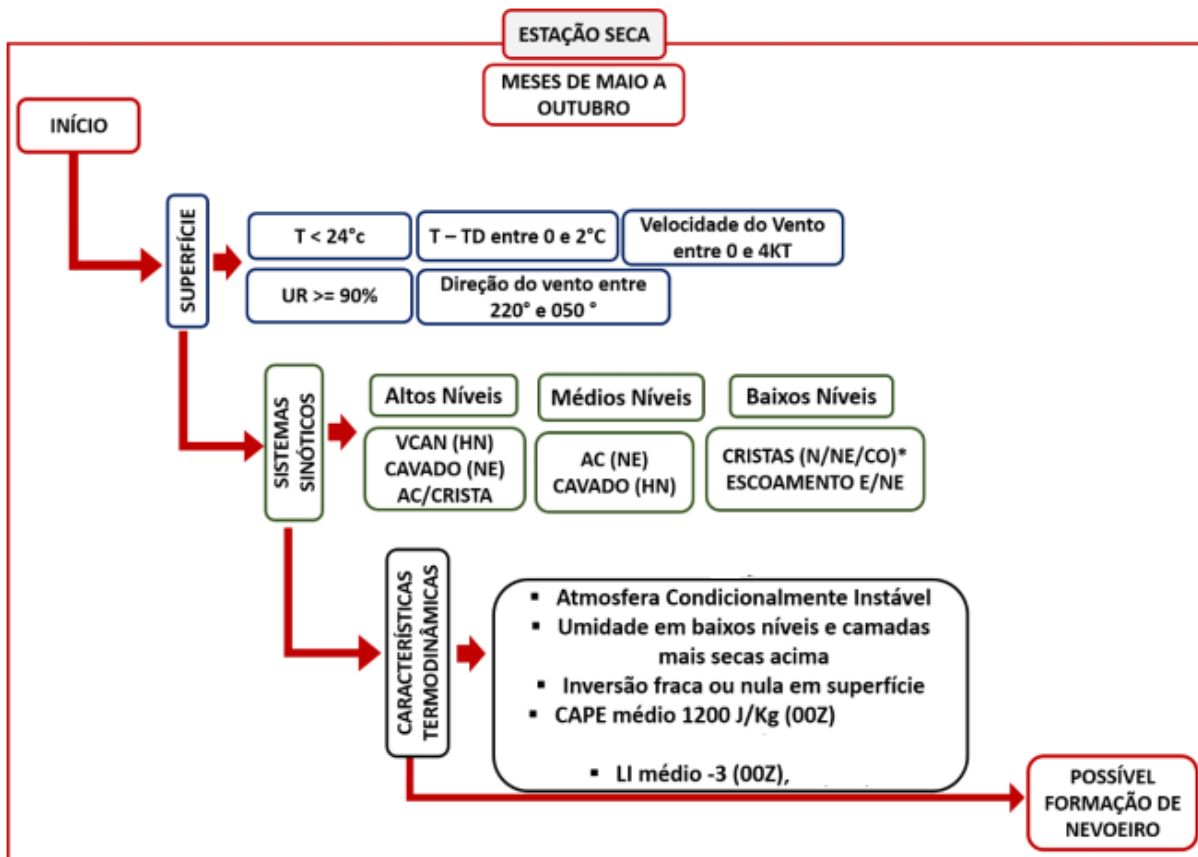 ESTAÇÃO SECA
MESES DE MAIO A
OUTUBRO
INÍCIO
SUPERFÍCIE
T < 24°c
T – TD entre 0 e 2°C
Velocidade do Vento
entre 0 e 4KT
UR >= 90%
Direção do vento entre
220° e 050 °
SISTEMAS
SINÓTICOS
Altos Níveis
Médios Níveis
Baixos Níveis
VCAN (HN)
CAVADO (NE)
AC/CRISTA
AC (NE)
CAVADO (HN)
CRISTAS (N/NE/CO)*
ESCOAMENTO E/NE
CARACTERÍSTICAS
TERMODINÂMICAS
▪ Atmosfera Condicionalmente Instável
▪ Umidade em baixos níveis e camadas
mais secas acima
▪ Inversão fraca ou nula em superfície
▪ CAPE médio 1200 J/Kg (00Z)
▪ LI médio -3 (00Z),
POSSÍVEL
FORMAÇÃO DE
NEVOEIRO